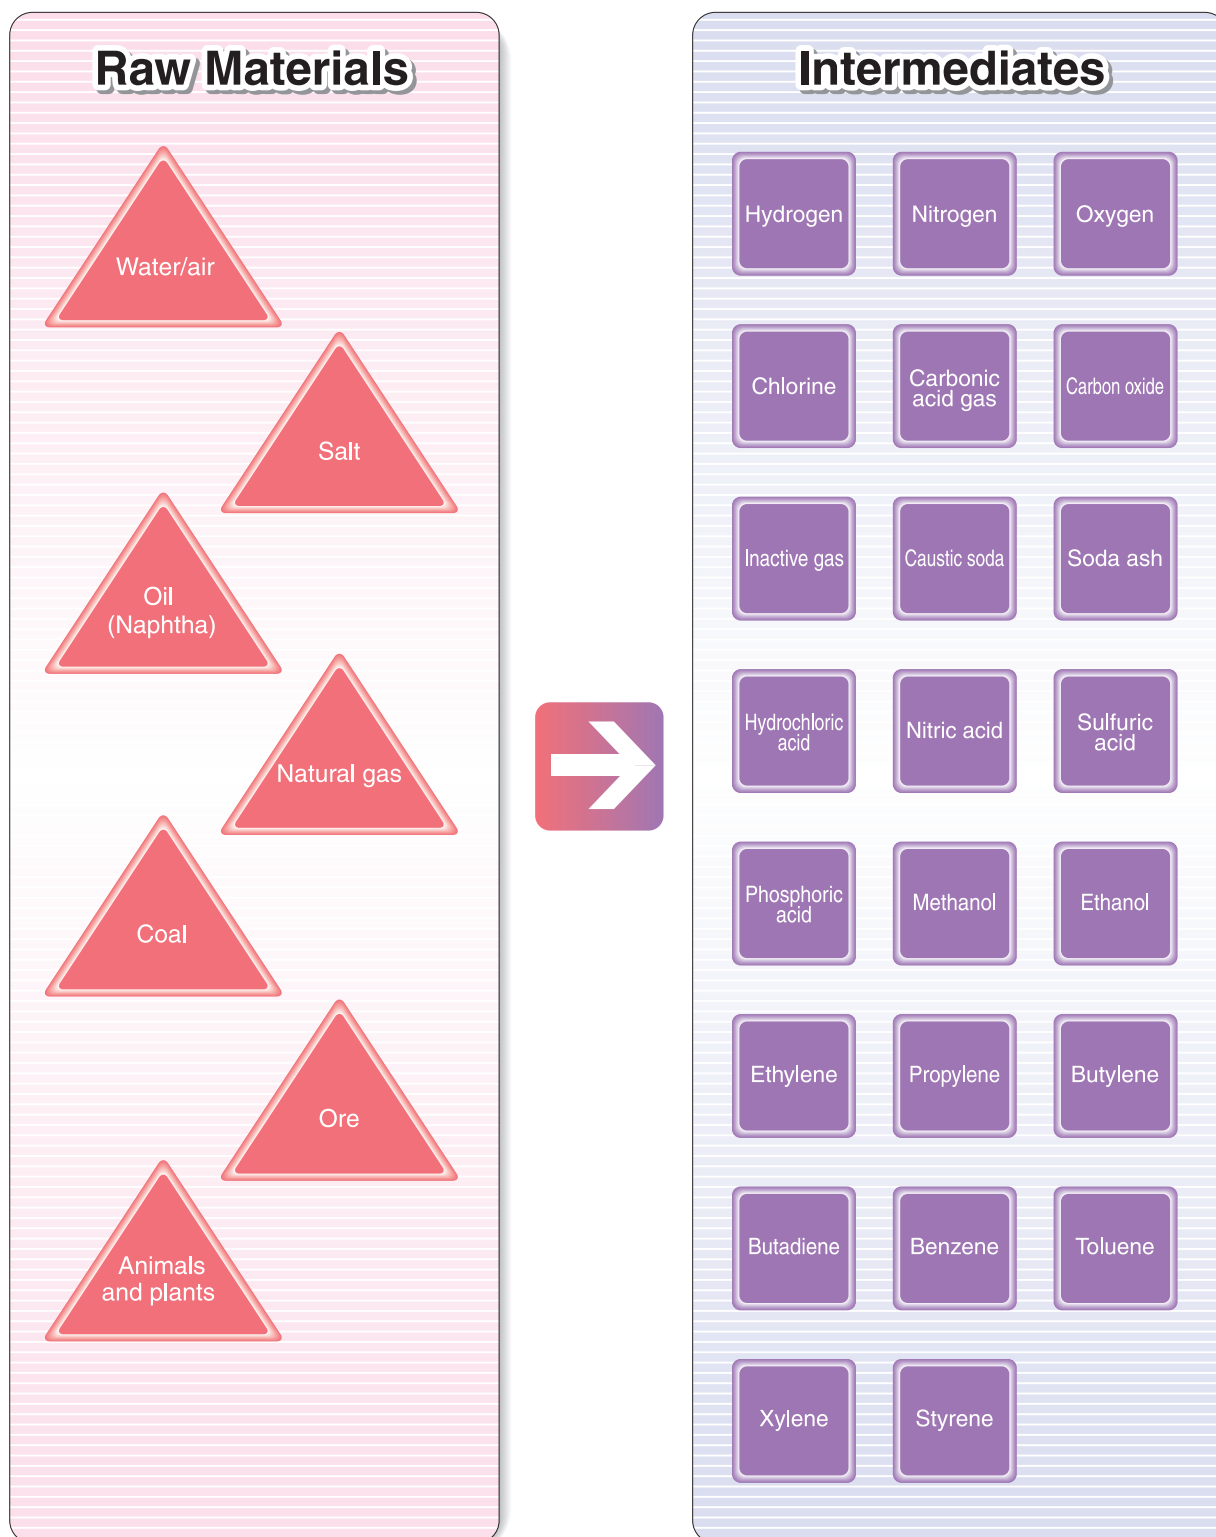 Raw Materials
Water/air
Salt
Oil
(Naphtha)
Natural gas
Coal
Ore
Animals
and plants
Intermediates
Hydrogen
Nitrogen
Oxygen
Chlorine
Carbonic
acid gas
Carbon oxide
Inactive gas
Caustic soda
Soda ash
Hydrochloric
acid
Nitric acid
Sulfuric
acid
Phosphoric
acid
Methanol
Ethanol
Ethylene
Propylene
Butylene
Butadiene
Benzene
Toluene
Xylene
Styrene